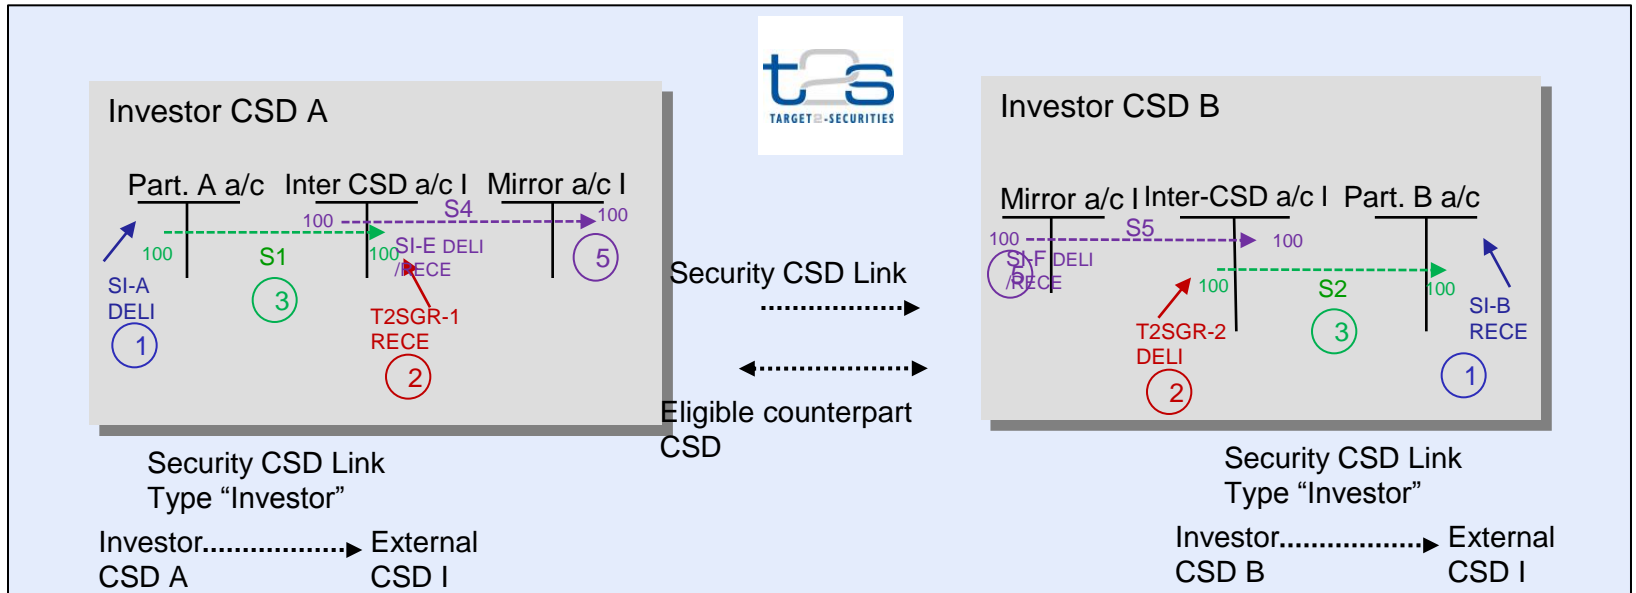 t2s
TARGET2-SECURITIES
Investor CSD A
Part. A a/c Inter CSD a/c I Mirror a/c I
100 S4 100
100 S1 100 SI-E DELI
/RECE
5
SI-A
DELI
1
3
T2SGR-1
RECE
2
Security CSD Link
Eligible counterpart
CSD
Investor CSD B
Mirror a/c I Inter-CSD a/c I Part. B a/c
100 S5 100
SI-F DELI
/RECE
5
100 S2 100
T2SGR-2
DELI
2
3
SI-B
RECE
1
Security CSD Link
Type “Investor”
Investor External
CSD A CSD I
Security CSD Link
Type “Investor”
Investor External
CSD B CSD I